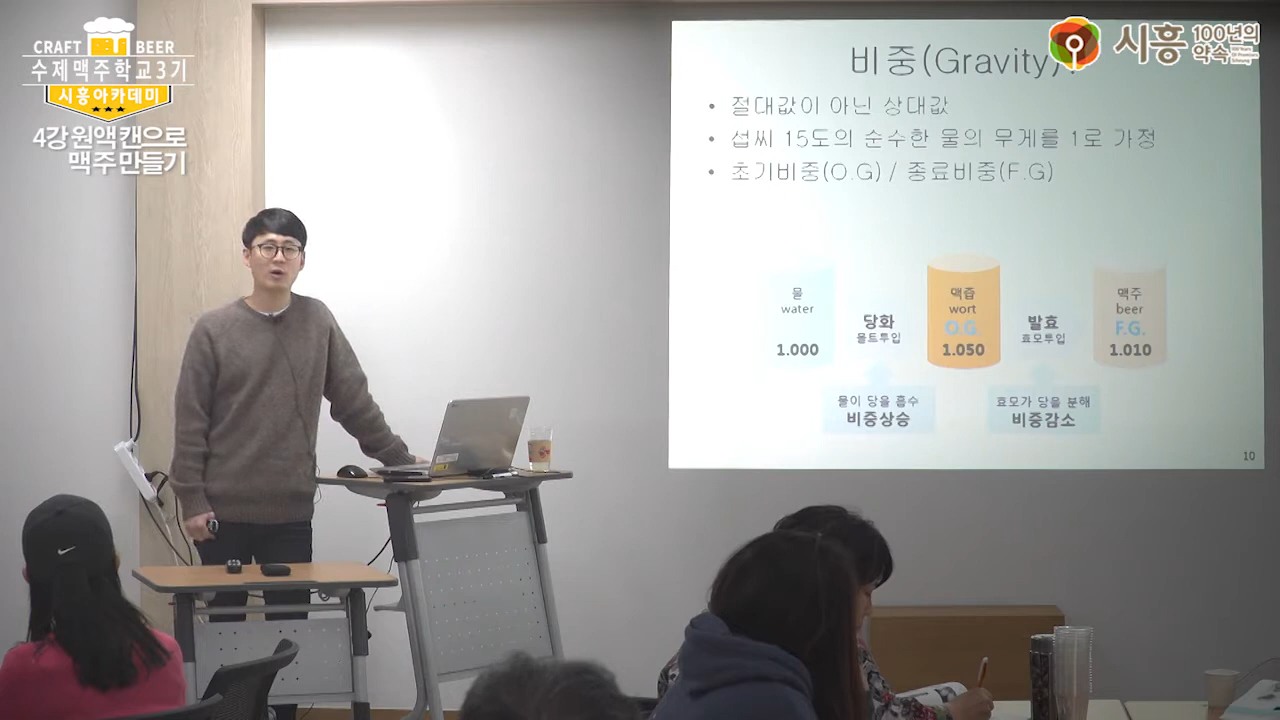 CRAFT BEER
수제맥주학교3기
시흥아카데미
4강 원액 캔으로
맥주 만들기
시흥 100년의
약속
비중(Gravity)
• 절대값이 아닌 상대값
• 섭씨 15도의 순수한 물의 무게를 1로 가정
• 초기비중(O.G) / 종료비중(F.G)
물
water
1.000
당화
몰트투입
맥즙
wort
O.G.
1.050
발효
효모투입
맥주
beer
F.G.
1.010
물이 당을 흡수
비중상승
효모가 당을 분해
비중감소
10